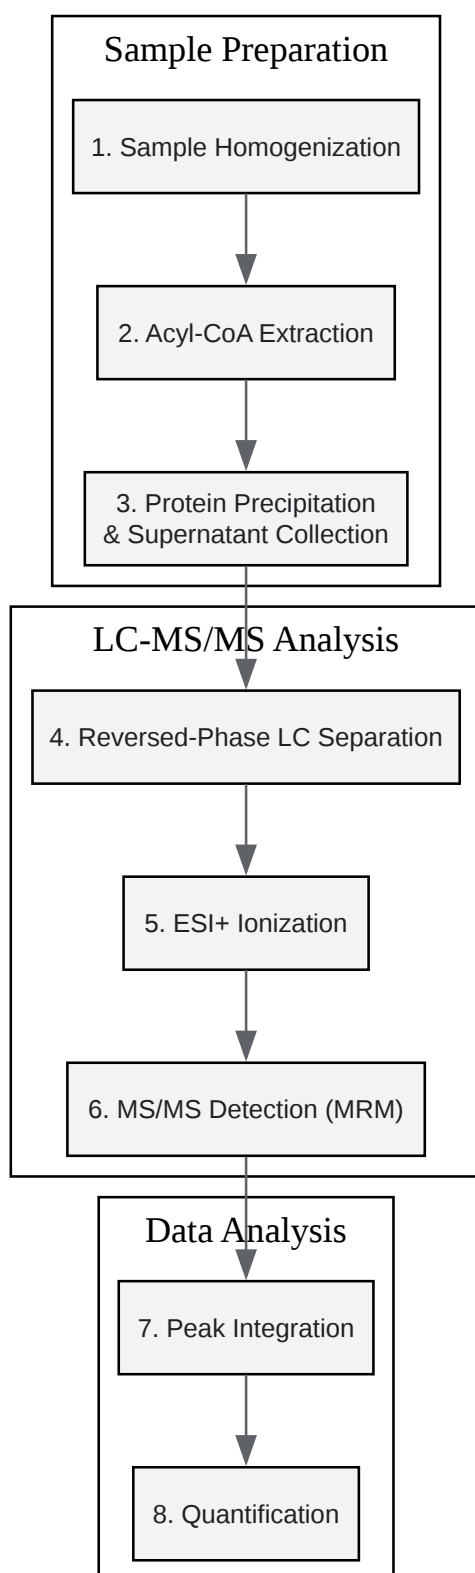 Sample Preparation
1. Sample Homogenization
2. Acyl-CoA Extraction
3. Protein Precipitation
& Supernatant Collection
LC-MS/MS Analysis
4. Reversed-Phase LC Separation
5. ESI+ Ionization
6. MS/MS Detection (MRM)
Data Analysis
7. Peak Integration
8. Quantification